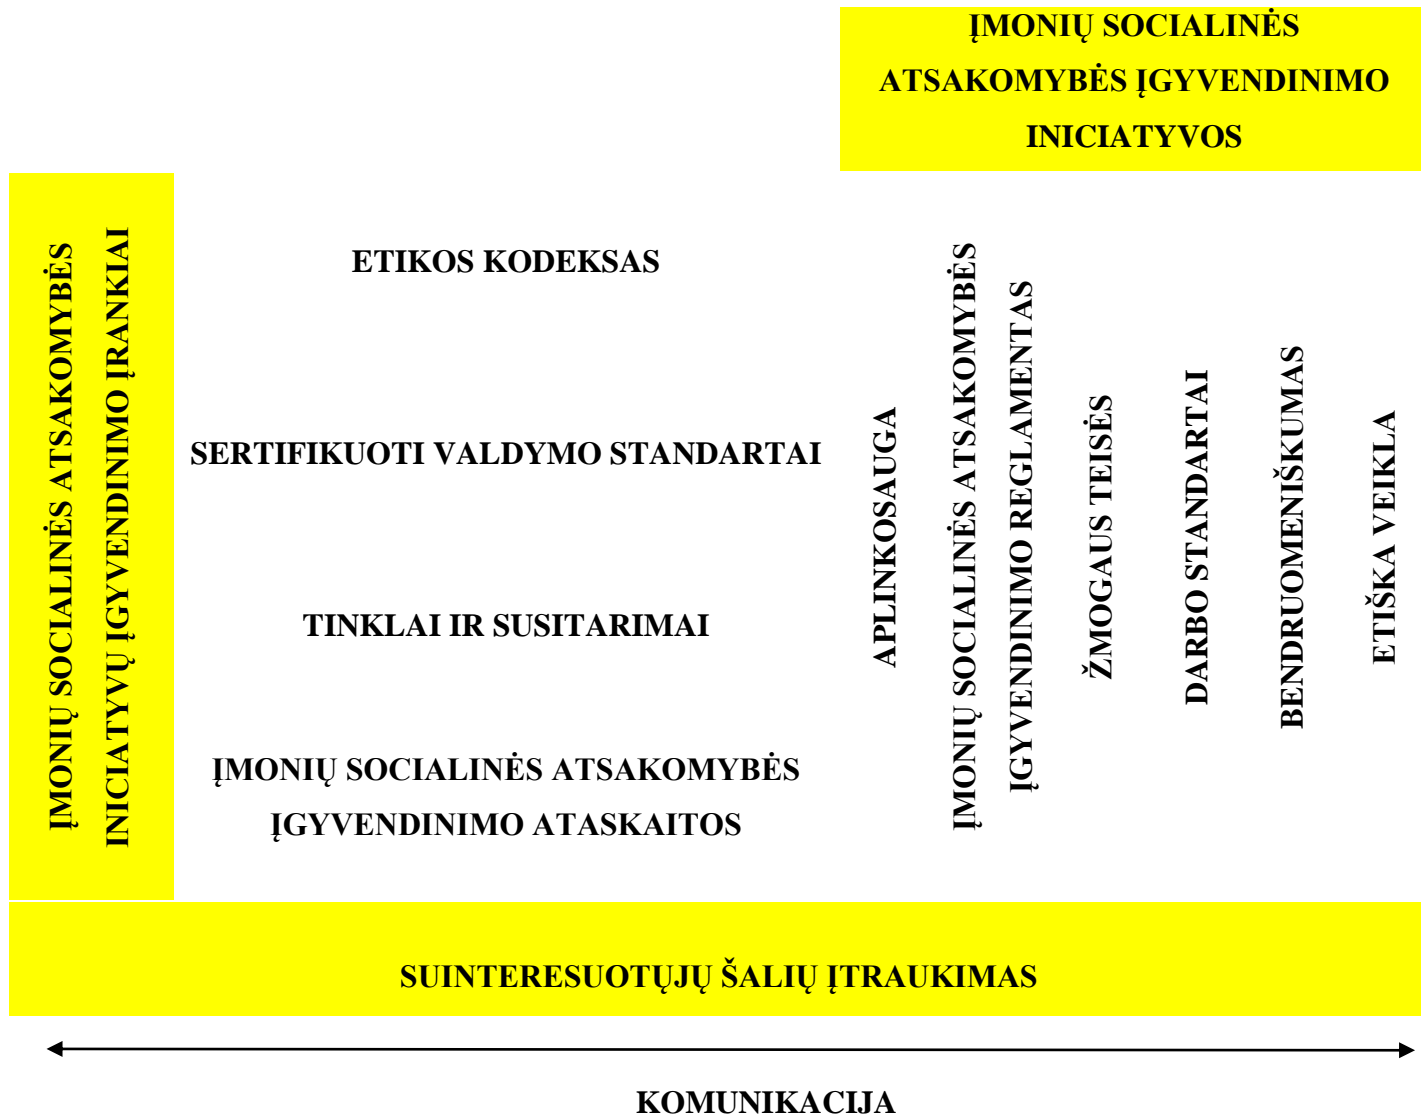 ĮMONIŲ SOCIALINĖS
ATSAKOMYBĖS ĮGYVENDINIMO
INICIATYVOS
ĮMONIŲ SOCIALINĖS ATSAKOMYBĖS
INICIATYVŲ ĮGYVENDINIMO ĮRANKIAI
ETIKOS KODEKSAS
SERTIFIKUOTI VALDYMO STANDARTAI
TINKLAI IR SUSITARIMAI
ĮMONIŲ SOCIALINĖS ATSAKOMYBĖS
ĮGYVENDINIMO ATASKAITOS
APLINKOSAUGA
ĮMONIŲ SOCIALINĖS ATSAKOMYBĖS
ĮGYVENDINIMO REGLAMENTAS
ŽMOGAUS TEISĖS
DARBO STANDARTAI
BENDRUOMENIŠKUMAS
ETIŠKA VEIKLA
SUINTERESUOTŲJŲ ŠALIŲ ĮTRAUKIMAS
KOMUNIKACIJA